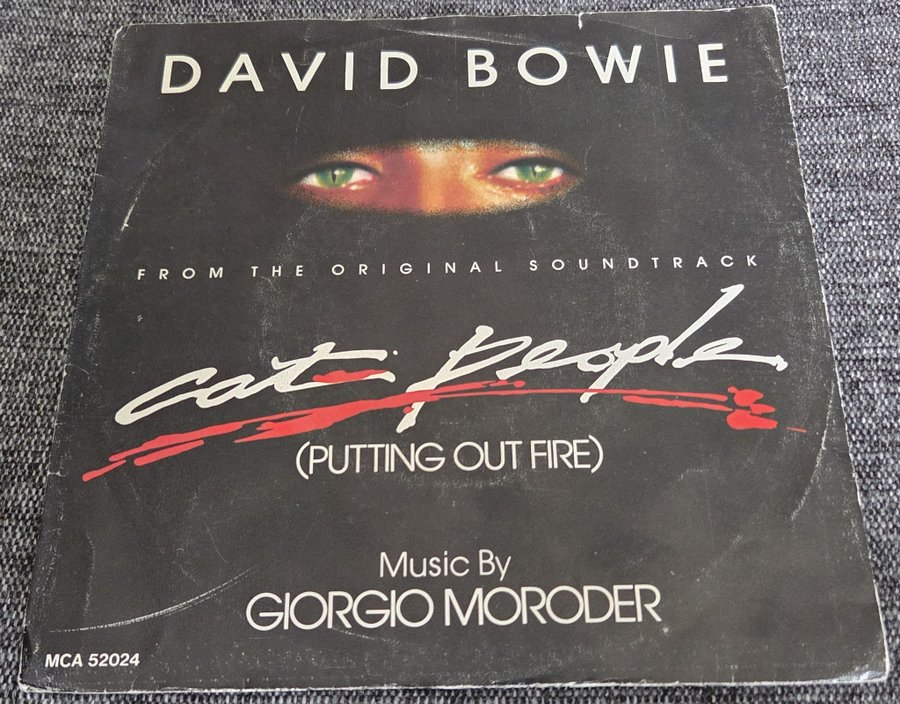 DAVID BOWIE
FROM THE ORIGINAL SOUNDTRACK
cat people
(PUTTING OUT FIRE)
Music By
GIORGIO MORODER
MCA 52024